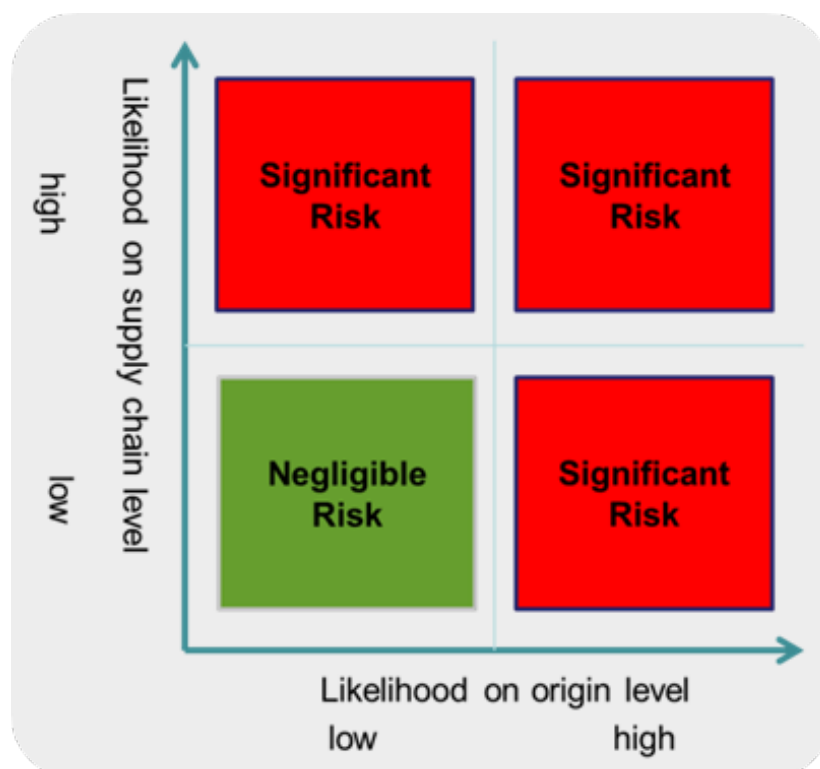 Likelihood on supply chain level
high
low
Significant
Risk
Significant
Risk
Negligible
Risk
Significant
Risk
Likelihood on origin level
low
high